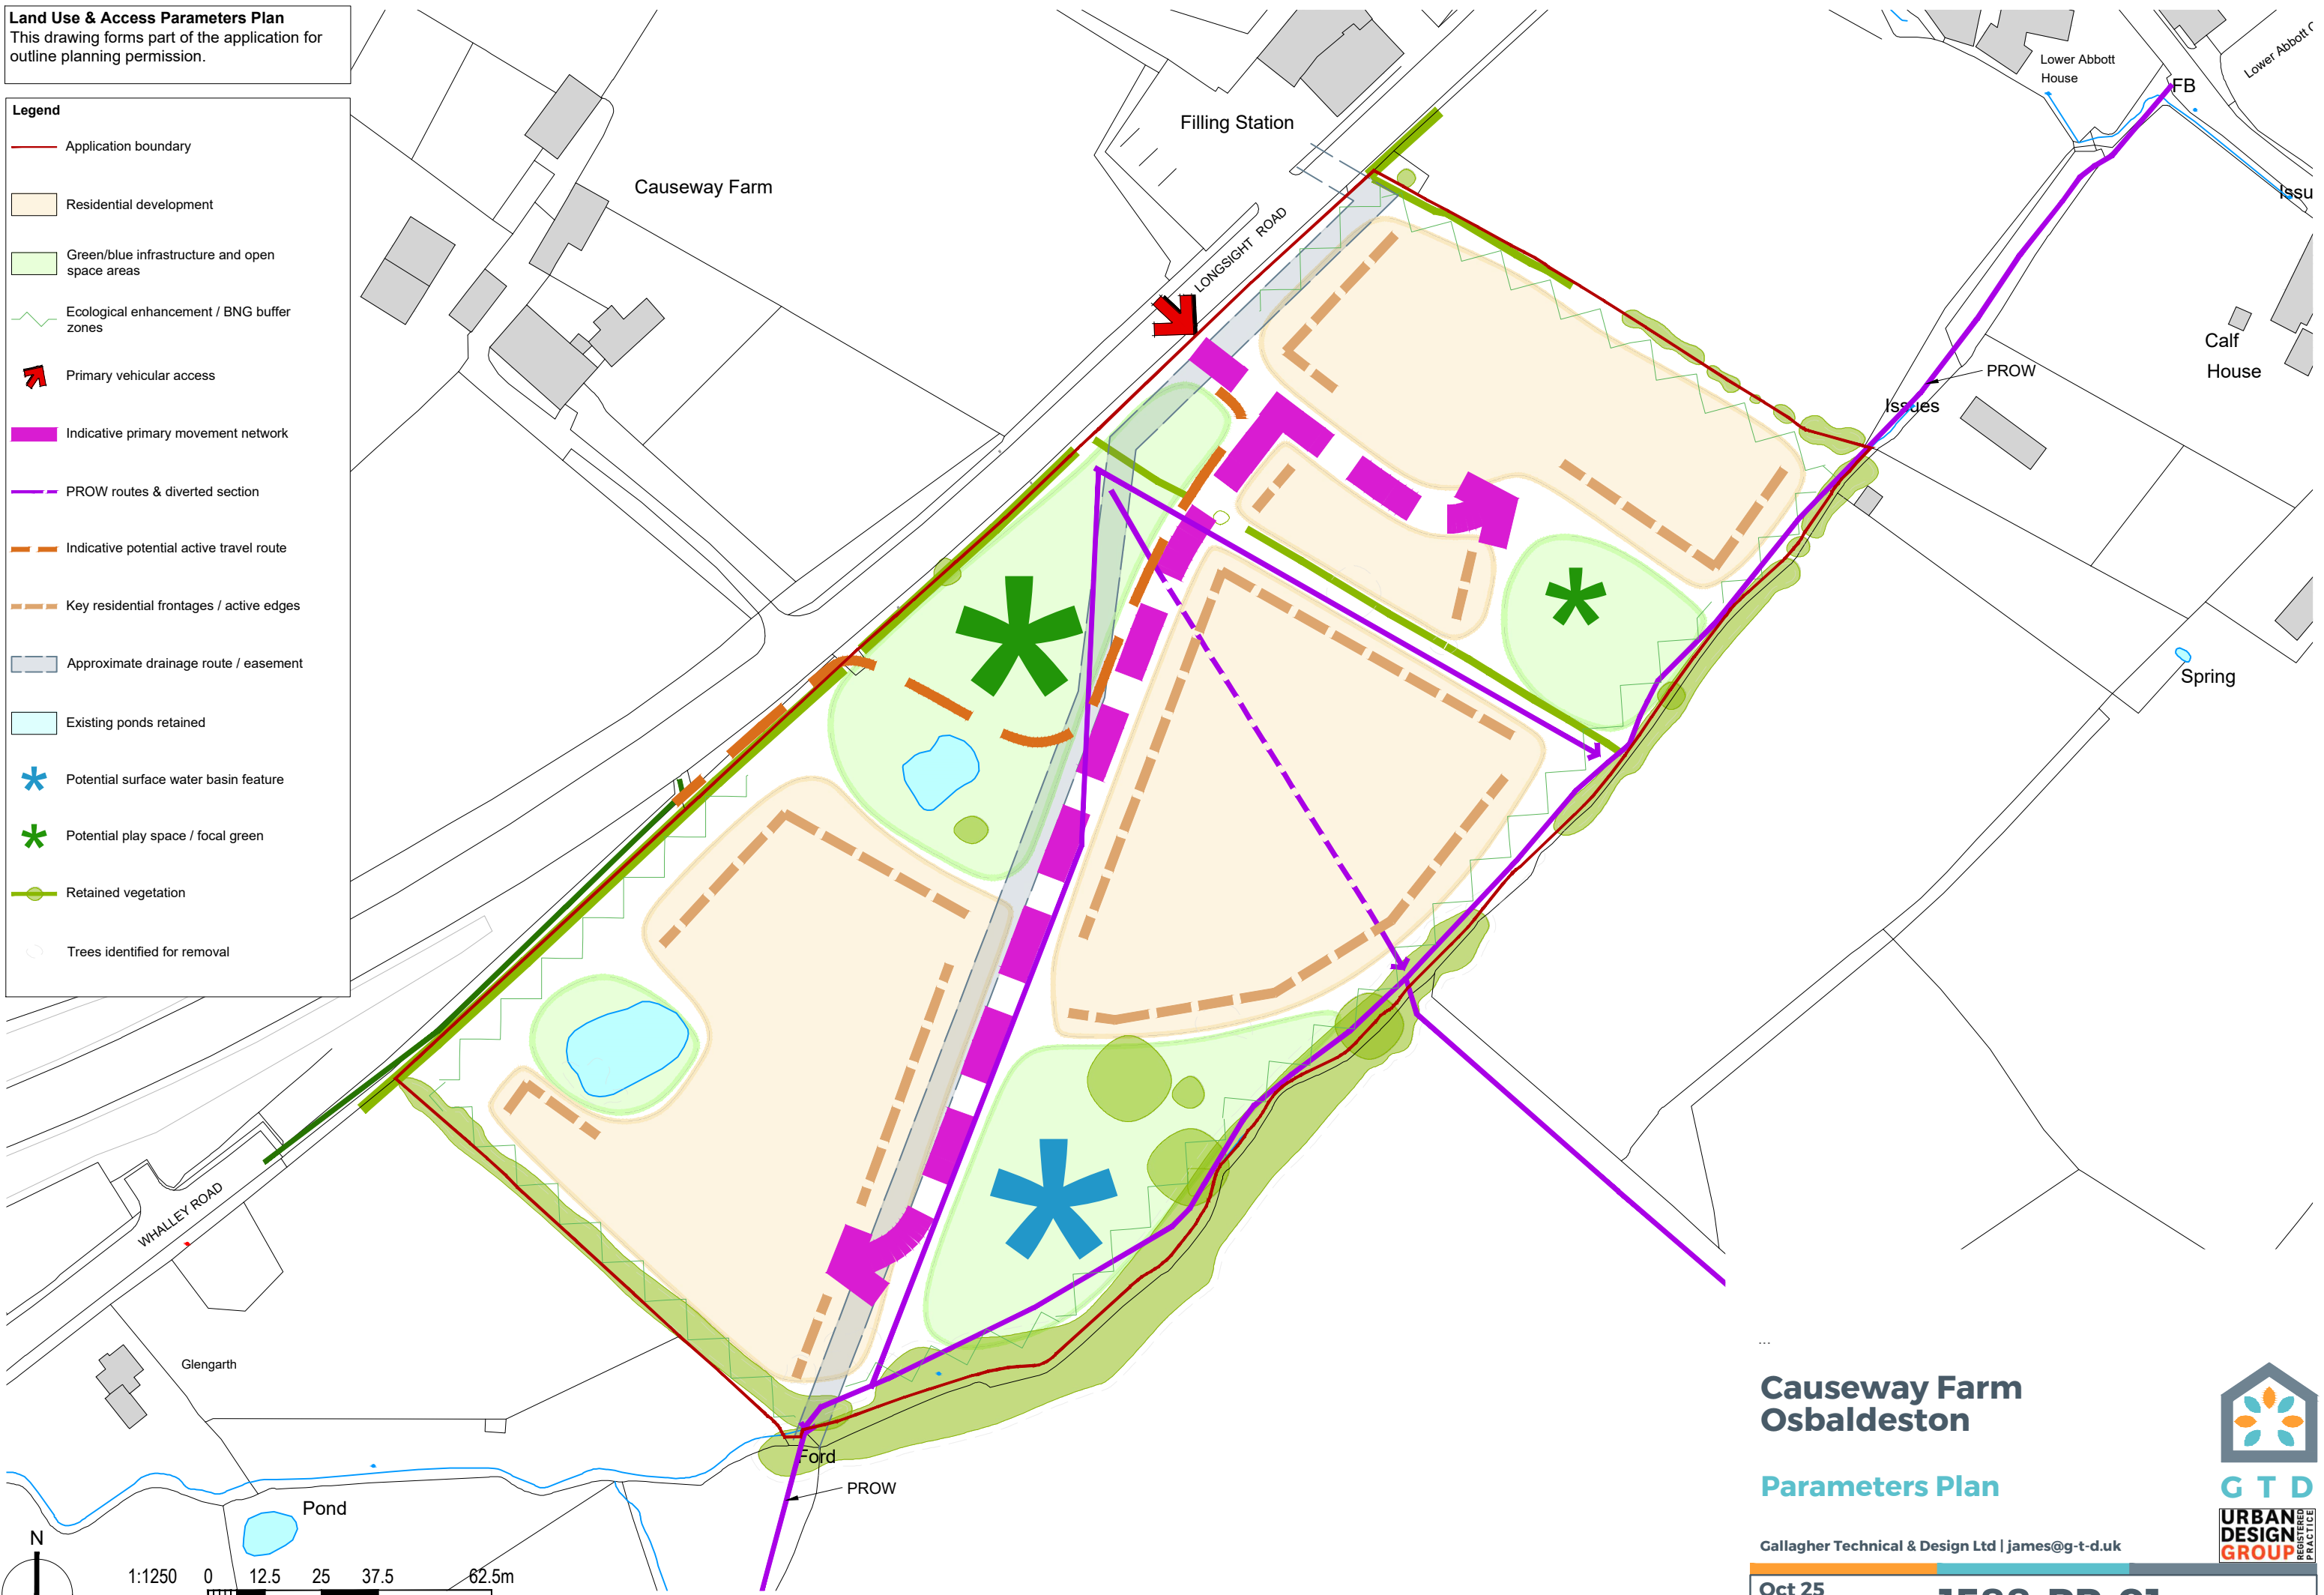 Land Use & Access Parameters Plan
This drawing forms part of the application for
outline planning permission.
Legend
Application boundary
Residential development
Green/blue infrastructure and open
space areas
Ecological enhancement / BNG buffer
zones
Primary vehicular access
Indicative primary movement network
PROW routes & diverted section
Indicative potential active travel route
Key residential frontages / active edges
Approximate drainage route / easement
Existing ponds retained
Potential surface water basin feature
Potential play space / focal green
Retained vegetation
Trees identified for removal
Causeway Farm
Filling Station
LONGSIGHT ROAD
Lower Abbott
House
Lower Abbott
FB
Issu
Calf
House
PROW
Issues
Spring
WHALLEY ROAD
Glengarth
Ford
PROW
Pond
N
1:1250 0 12.5 25 37.5 62.5m
...
Causeway Farm
Osbaldeston
Parameters Plan
GTD
URBAN
DESIGN
GROUP
REGISTERED
PRACTICE
Gallagher Technical & Design Ltd | james@g-t-d.uk
Oct 25